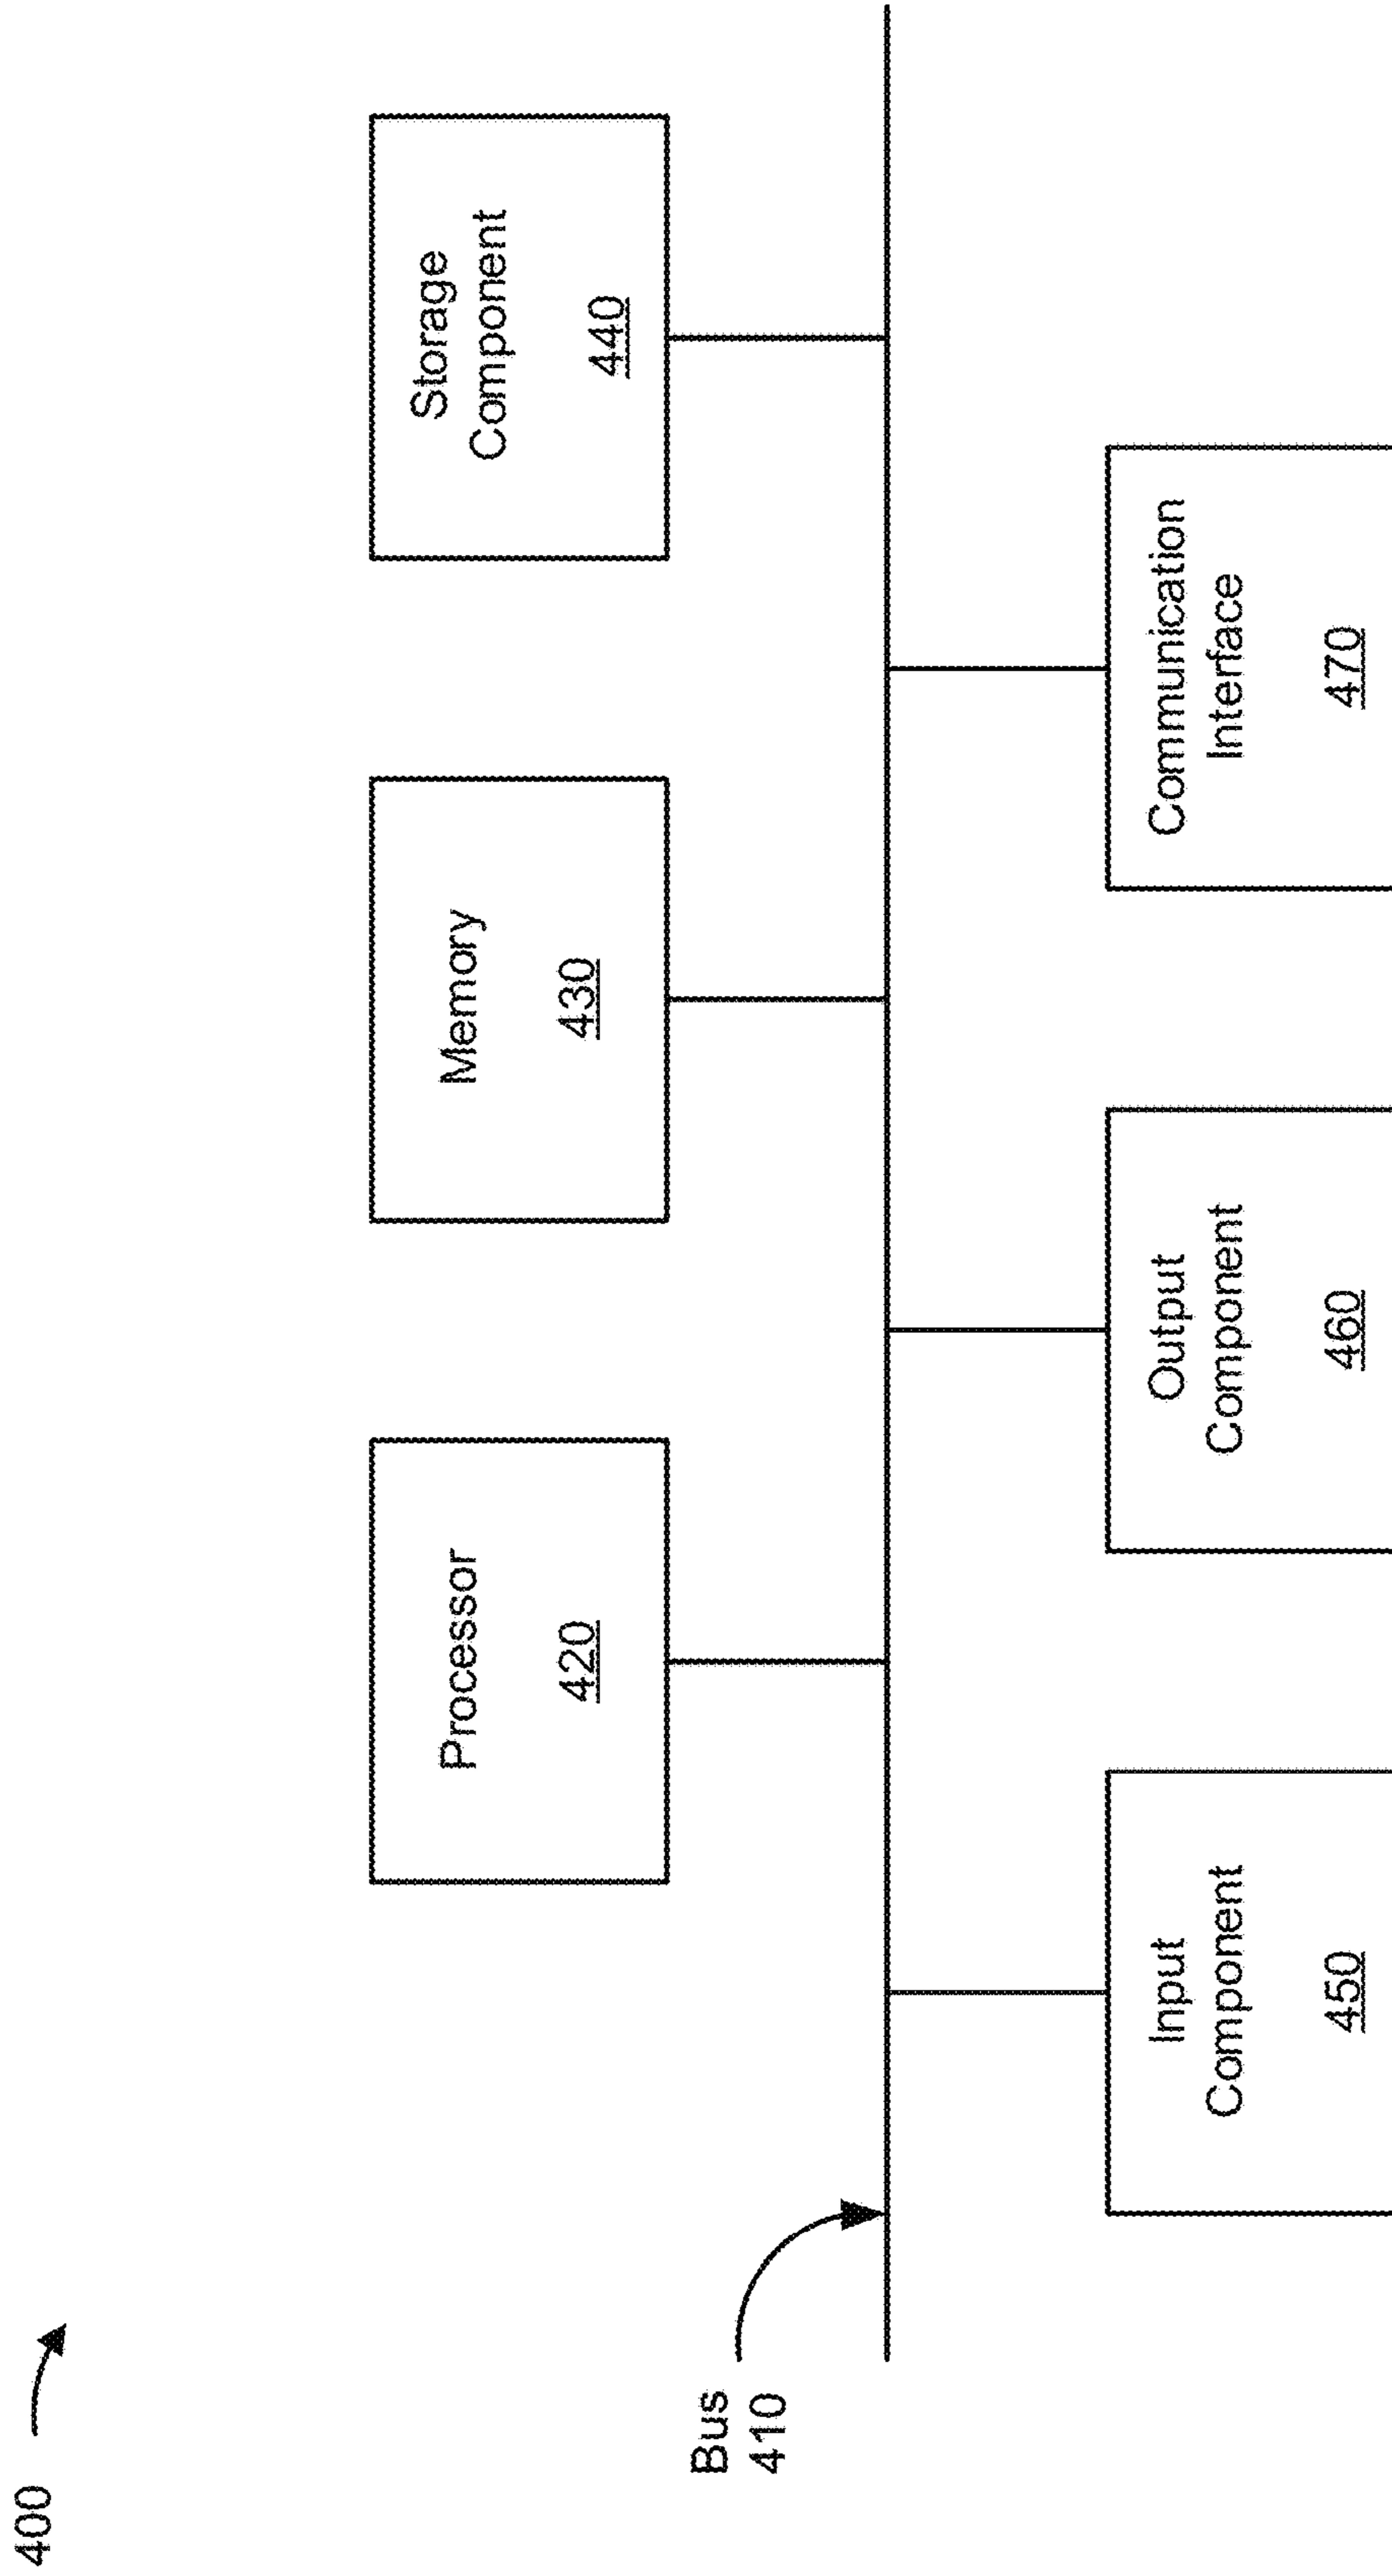 400
Processor
420
Memory
430
Storage
Component
440
Bus
410
Input
Component
450
Output
Component
460
Communication
Interface
470